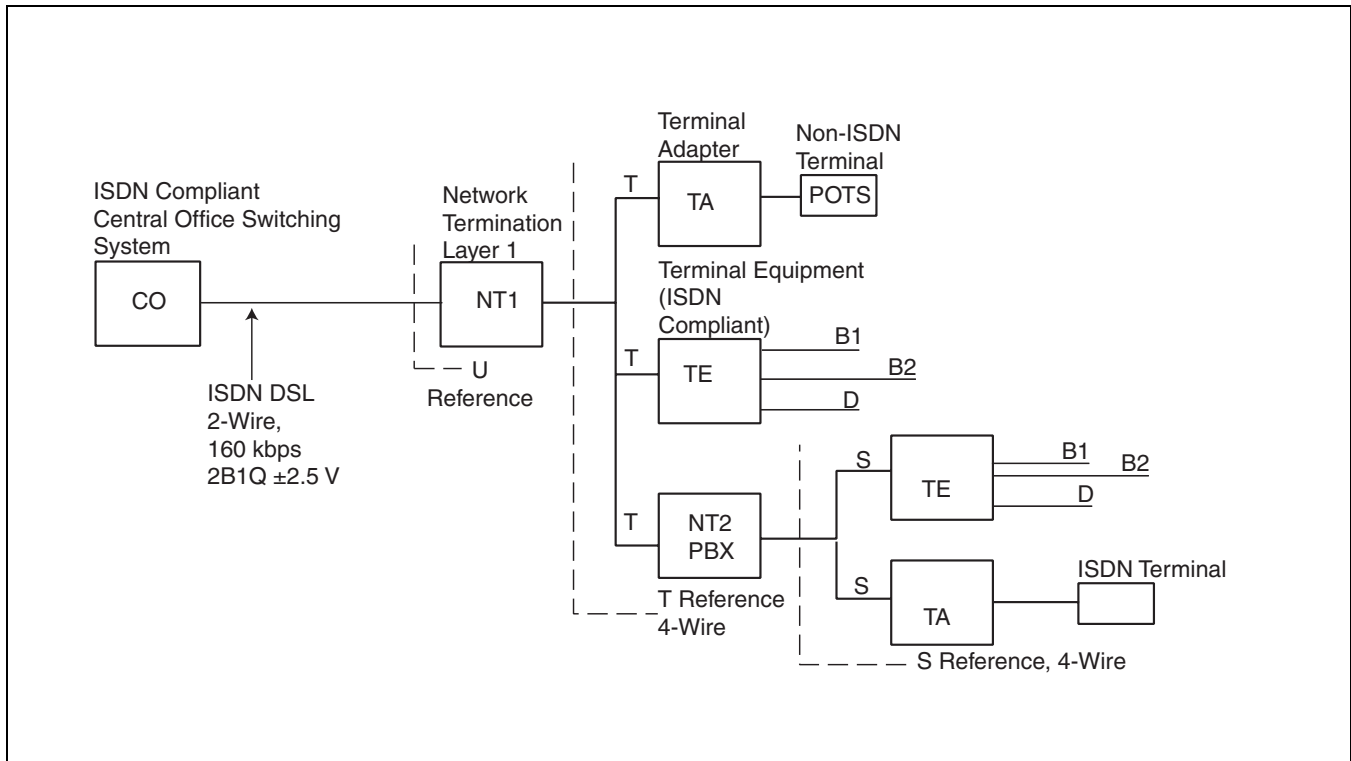 ISDN Compliant
Central Office Switching
System
CO
ISDN DSL
2-Wire,
160 kbps
2B1Q ±2.5 V
Network
Termination
Layer 1
NT1
U
Reference
Terminal
Adapter
T
TA
Non-ISDN
Terminal
POTS
Terminal Equipment
(ISDN
Compliant)
T
TE
B1
B2
D
T
NT2
PBX
T Reference
4-Wire
S
TE
B1
B2
D
S
TA
ISDN Terminal
S Reference, 4-Wire